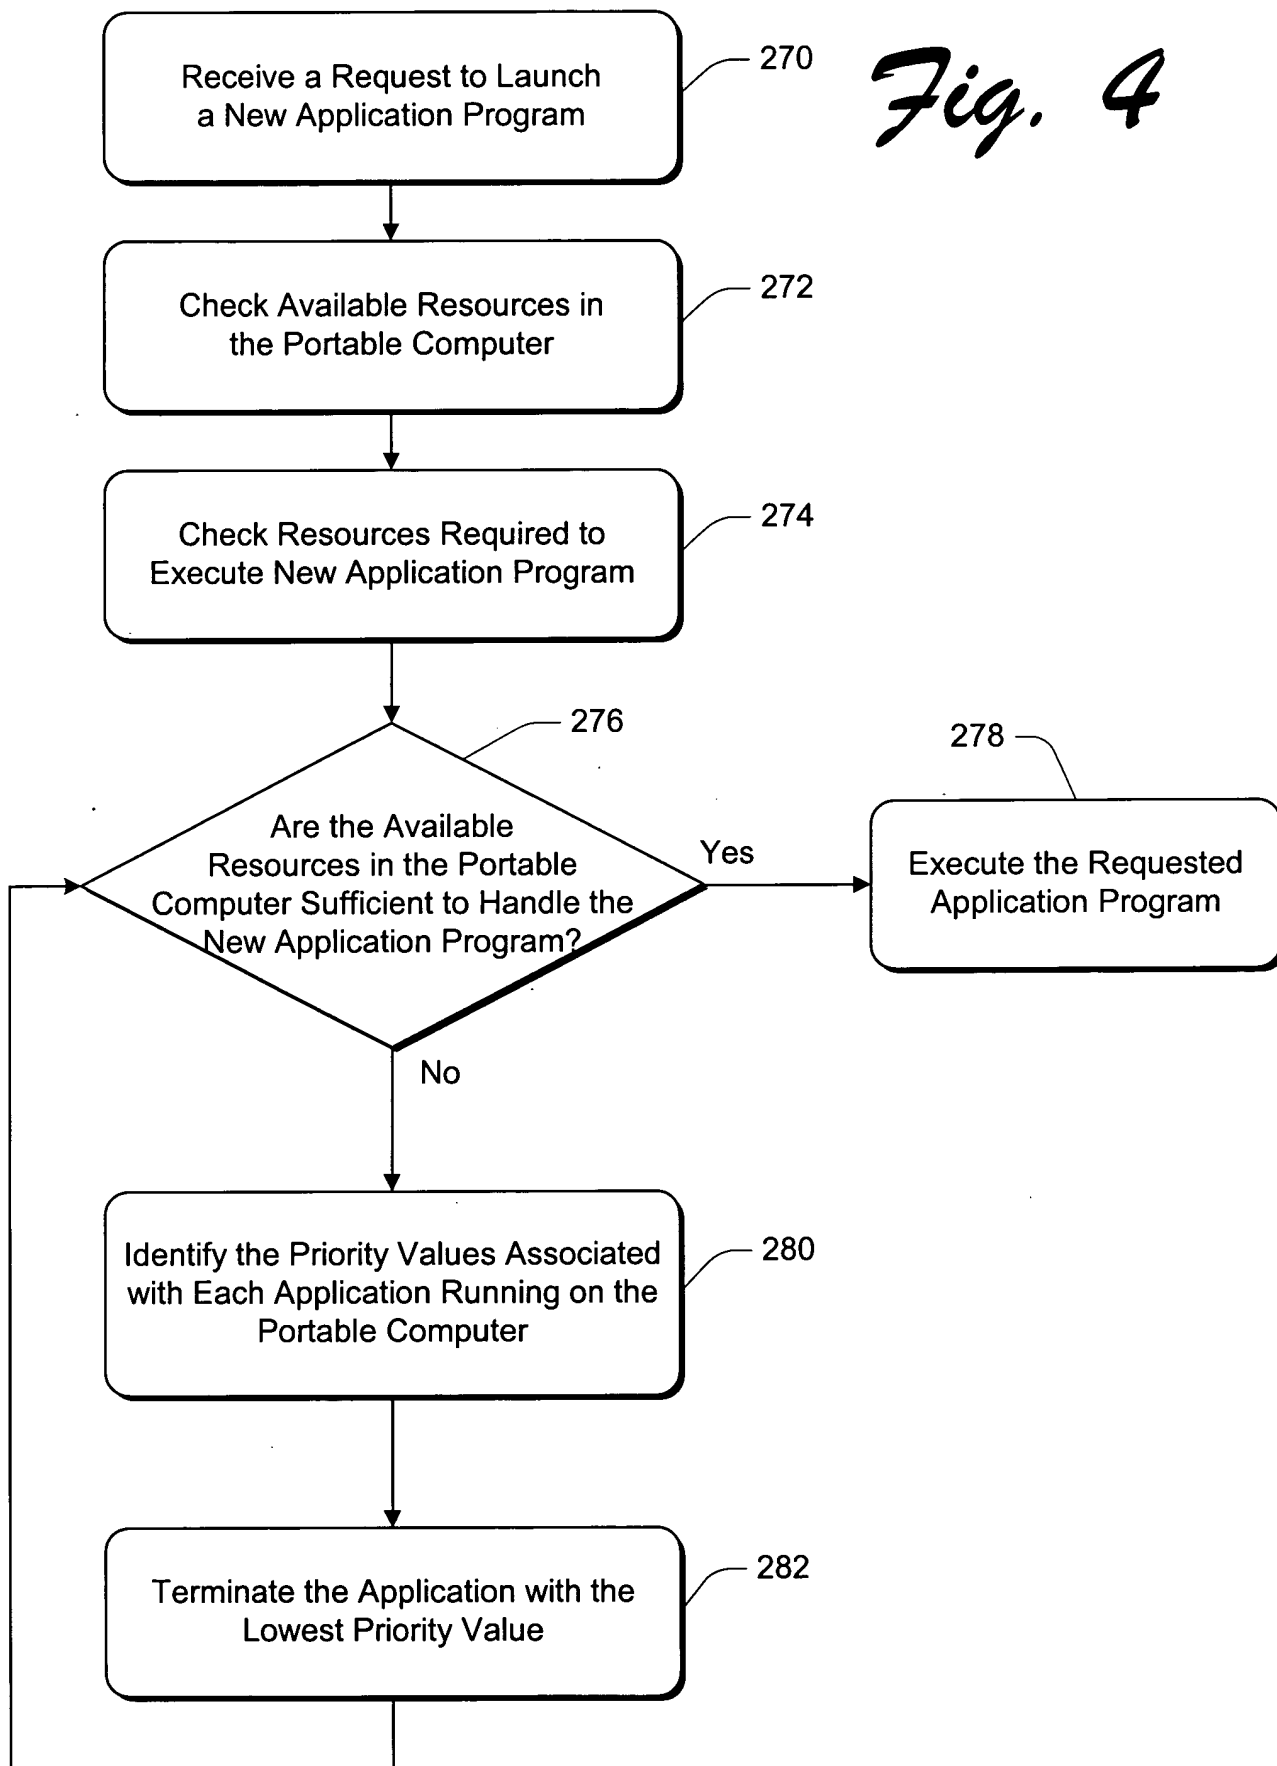 Fig. 4
Receive a Request to Launch
a New Application Program
270
Check Available Resources in
the Portable Computer
272
Check Resources Required to
Execute New Application Program
274
276
Are the Available
Resources in the Portable
Computer Sufficient to Handle the
New Application Program?
Yes
278
Execute the Requested
Application Program
No
Identify the Priority Values Associated
with Each Application Running on the
Portable Computer
280
Terminate the Application with the
Lowest Priority Value
282